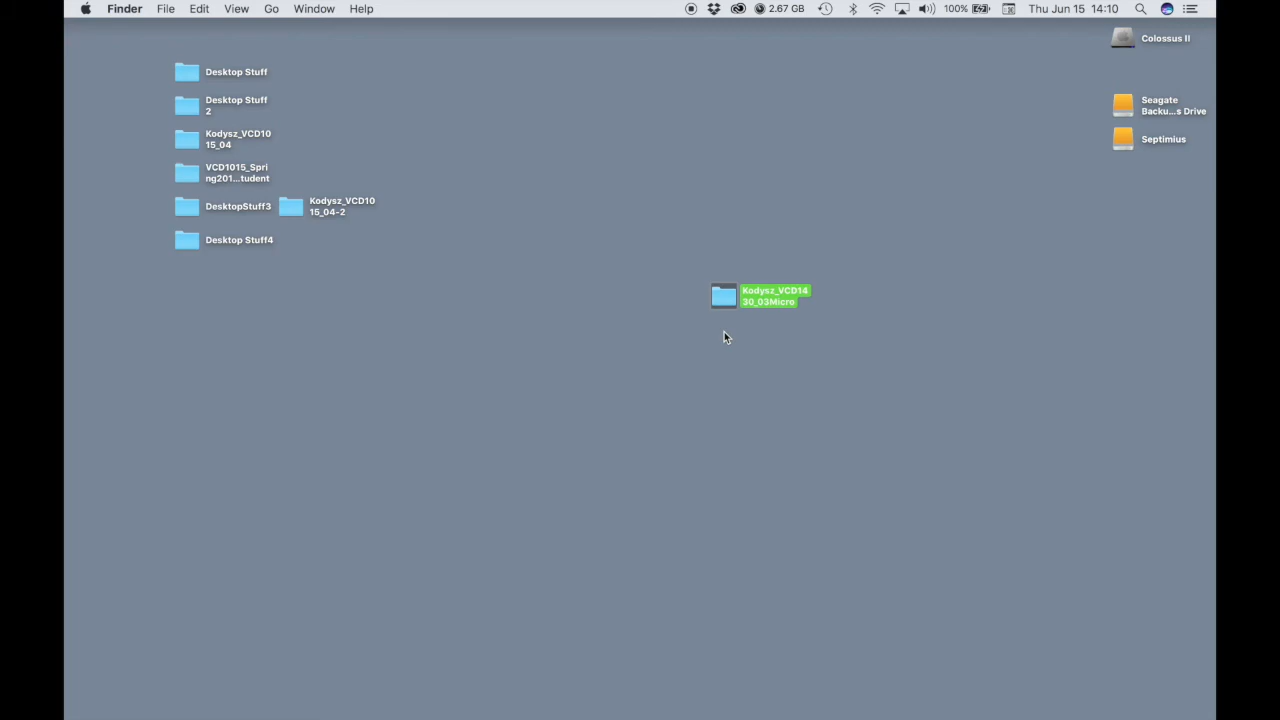 Finder File Edit View Go Window Help 2.67 GB 100% Thu Jun 15 14:10
Colossus II
Desktop Stuff
Desktop Stuff
2
Seagate
Backu...s Drive
Kodysz_VCD10
15_04
Septimius
VCD1015_Spri
ng201...tudent
DesktopStuff3
Kodysz_VCD10
15_04-2
Desktop Stuff4
Kodysz_VCD14
30_03Micro